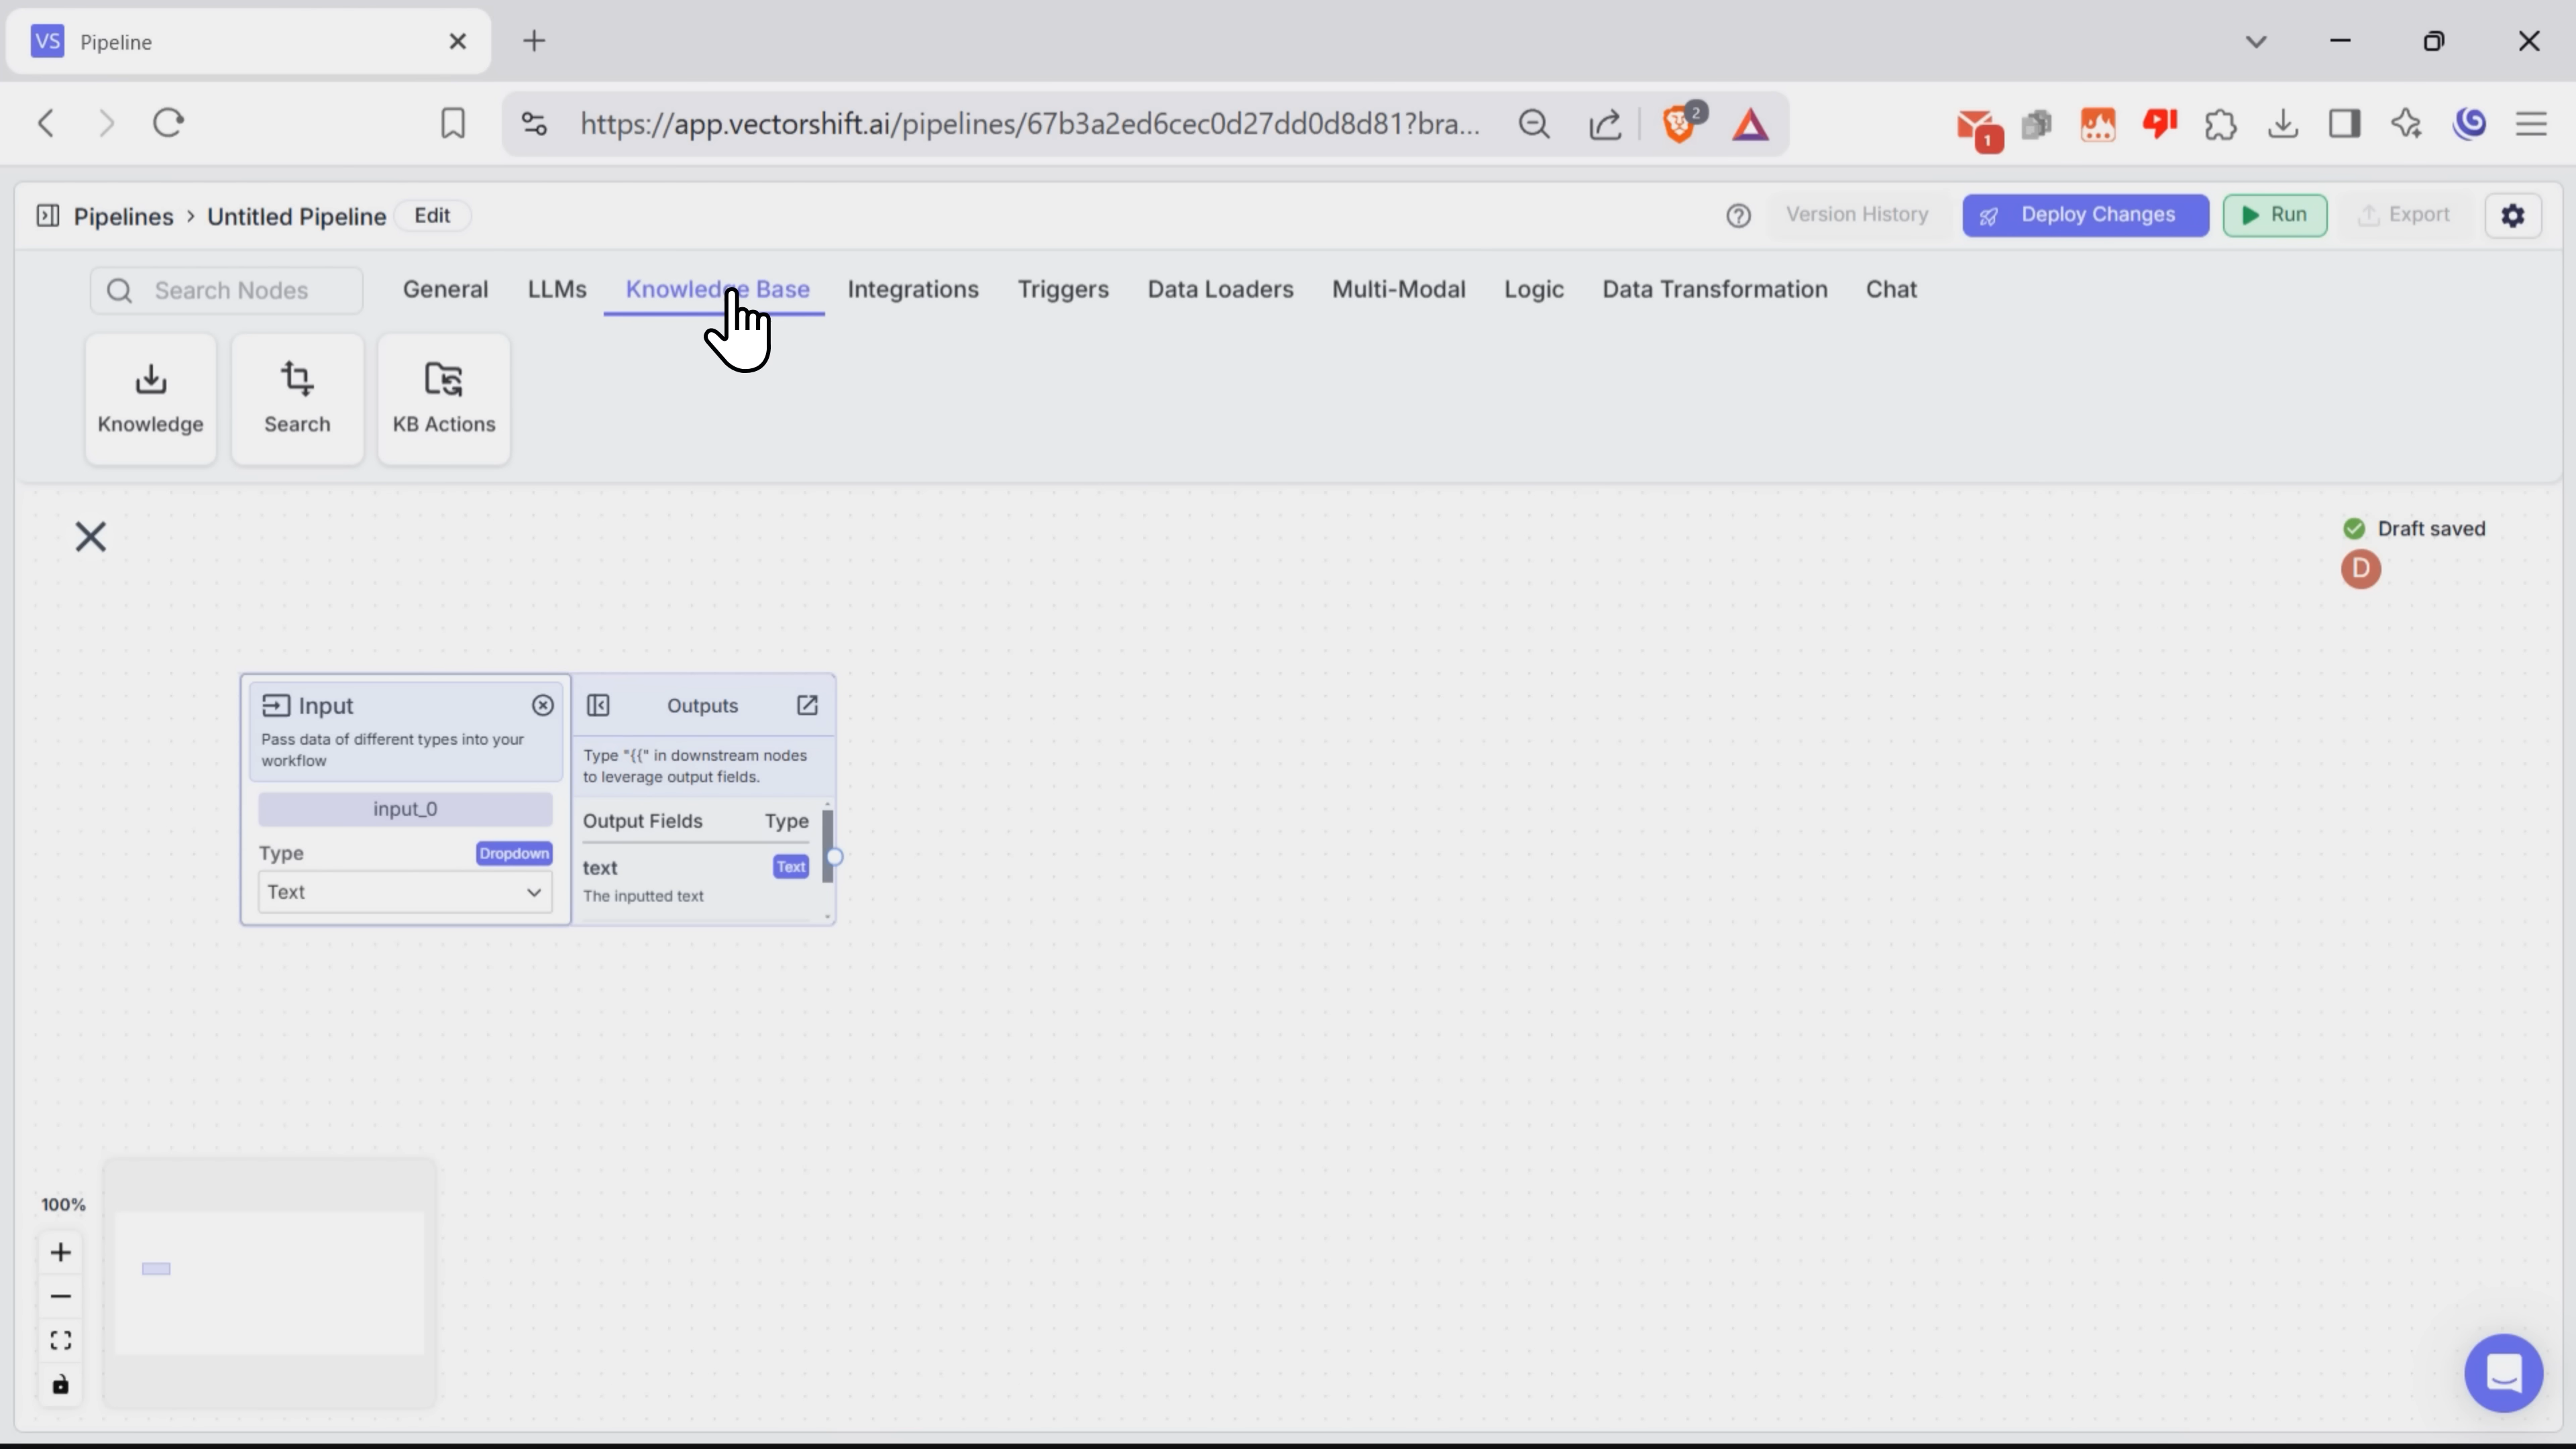 VS Pipeline
https://app.vectorshift.ai/pipelines/67b3a2ed6cec0d27dd0d8d81?bra...
2
1
Pipelines > Untitled Pipeline Edit
Version History Deploy Changes Run Export
Search Nodes General LLMs Knowledge Base Integrations Triggers Data Loaders Multi-Modal Logic Data Transformation Chat
Knowledge Search KB Actions
Draft saved
D
Input
Pass data of different types into your
workflow
input_0
Type Dropdown
Text
Outputs
Type "{{" in downstream nodes
to leverage output fields.
Output Fields Type
text Text
The inputted text
100%